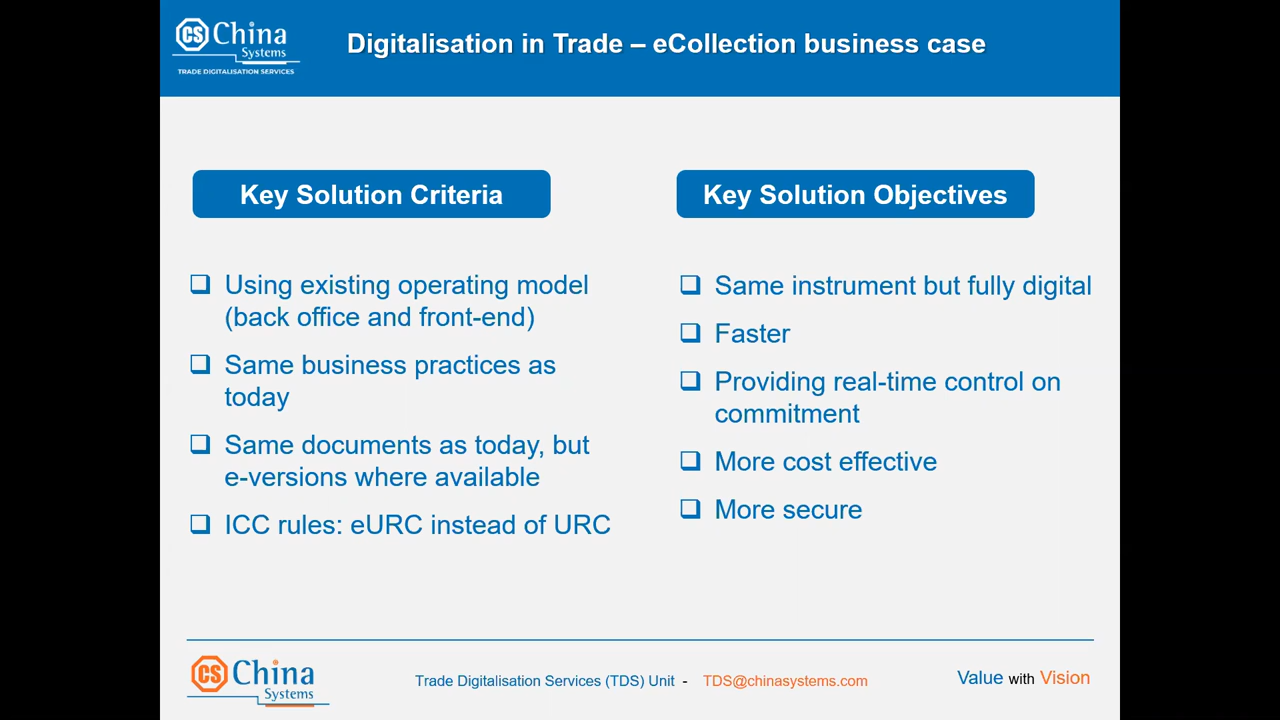 CS China
Systems
TRADE DIGITALISATION SERVICES
Digitalisation in Trade – eCollection business case
Key Solution Criteria
Using existing operating model
(back office and front-end)
Same business practices as
today
Same documents as today, but
e-versions where available
ICC rules: eURC instead of URC
Key Solution Objectives
Same instrument but fully digital
Faster
Providing real-time control on
commitment
More cost effective
More secure
CS China
Systems
Trade Digitalisation Services (TDS) Unit - TDS@chinasystems.com
Value with Vision